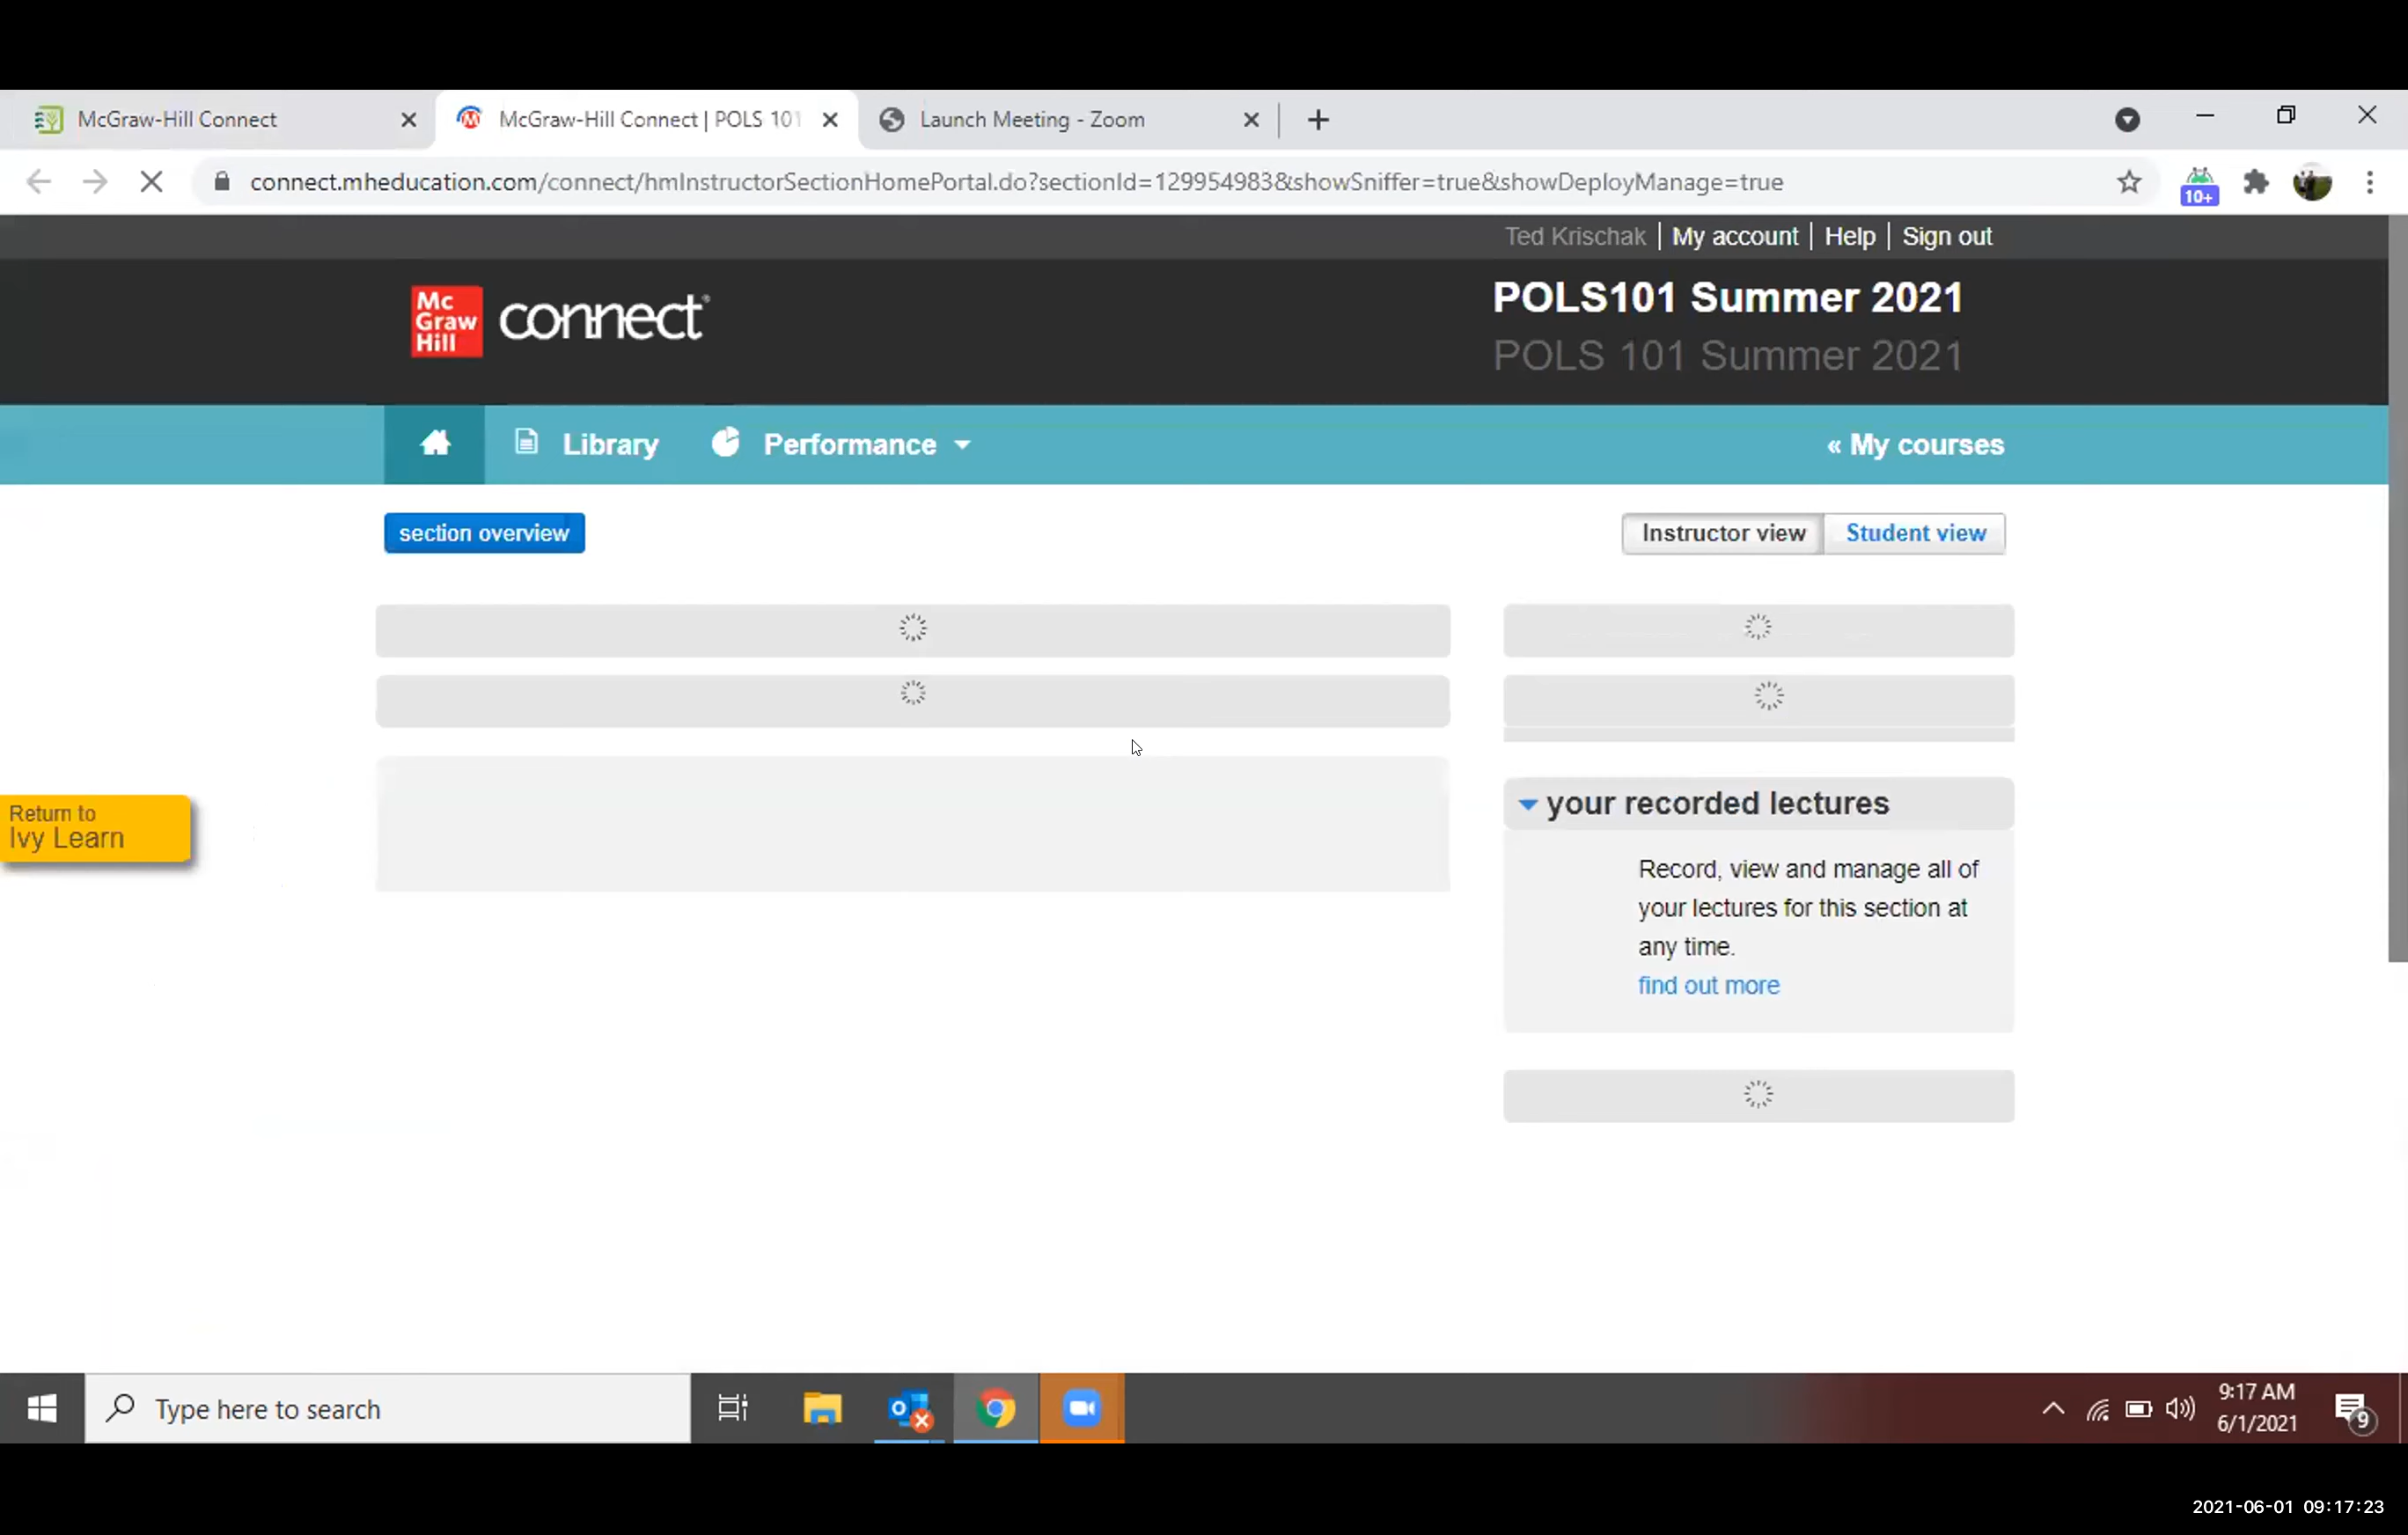 McGraw-Hill Connect
McGraw-Hill Connect | POLS 101
Launch Meeting - Zoom
connect.mheducation.com/connect/hmInstructorSectionHomePortal.do?sectionId=129954983&showSniffer=true&showDeployManage=true
10+
Ted Krischak | My account | Help | Sign out
Mc
Graw
Hill
connect®
POLS101 Summer 2021
POLS 101 Summer 2021
Library
Performance
« My courses
section overview
Instructor view
Student view
your recorded lectures
Return to
Ivy Learn
Record, view and manage all of
your lectures for this section at
any time.
find out more
Type here to search
9:17 AM
6/1/2021
9
2021-06-01 09:17:23